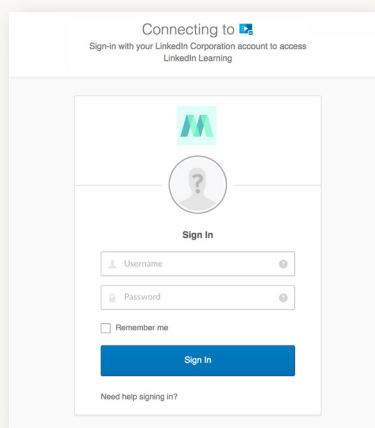 Connecting to
Sign-in with your LinkedIn Corporation account to access
LinkedIn Learning
Sign In
Username
Password
Remember me
Sign In
Need help signing in?